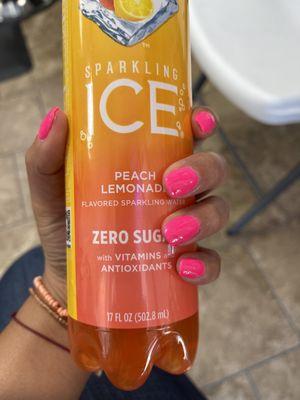 ™
SPARKLING
ICE
PEACH
LEMONADE
FLAVORED SPARKLING WATER
ZERO SUGAR
with VITAMINS and
ANTIOXIDANTS
17 FL OZ (502.8 mL)